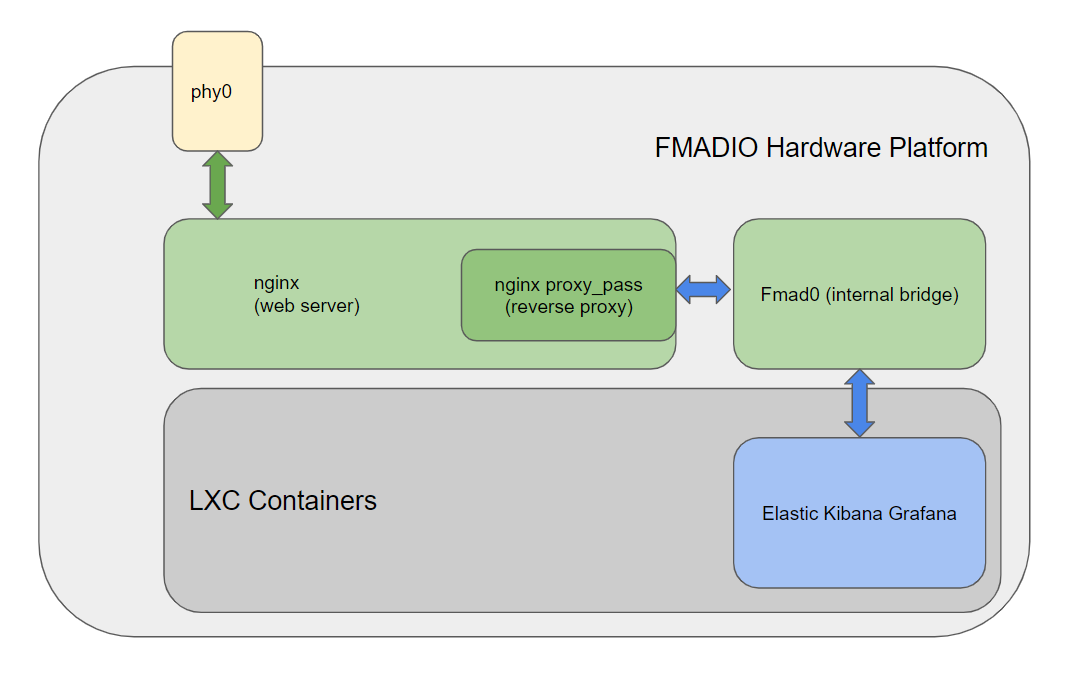 phy0
FMADIO Hardware Platform
nginx
(web server)
nginx proxy_pass
(reverse proxy)
Fmad0 (internal bridge)
LXC Containers
Elastic Kibana Grafana